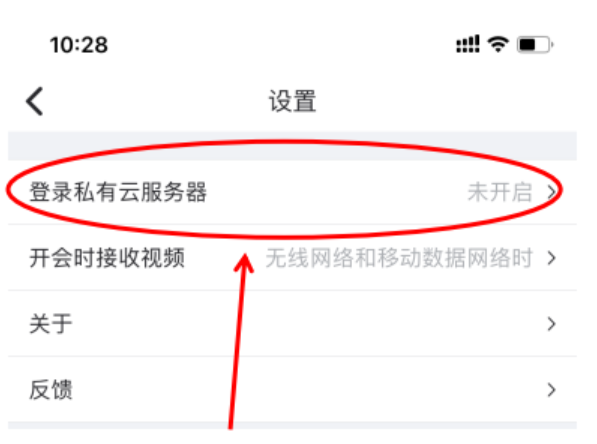 10:28
设置
登录私有云服务器 未开启
开会时接收视频 无线网络和移动数据网络时
关于
反馈